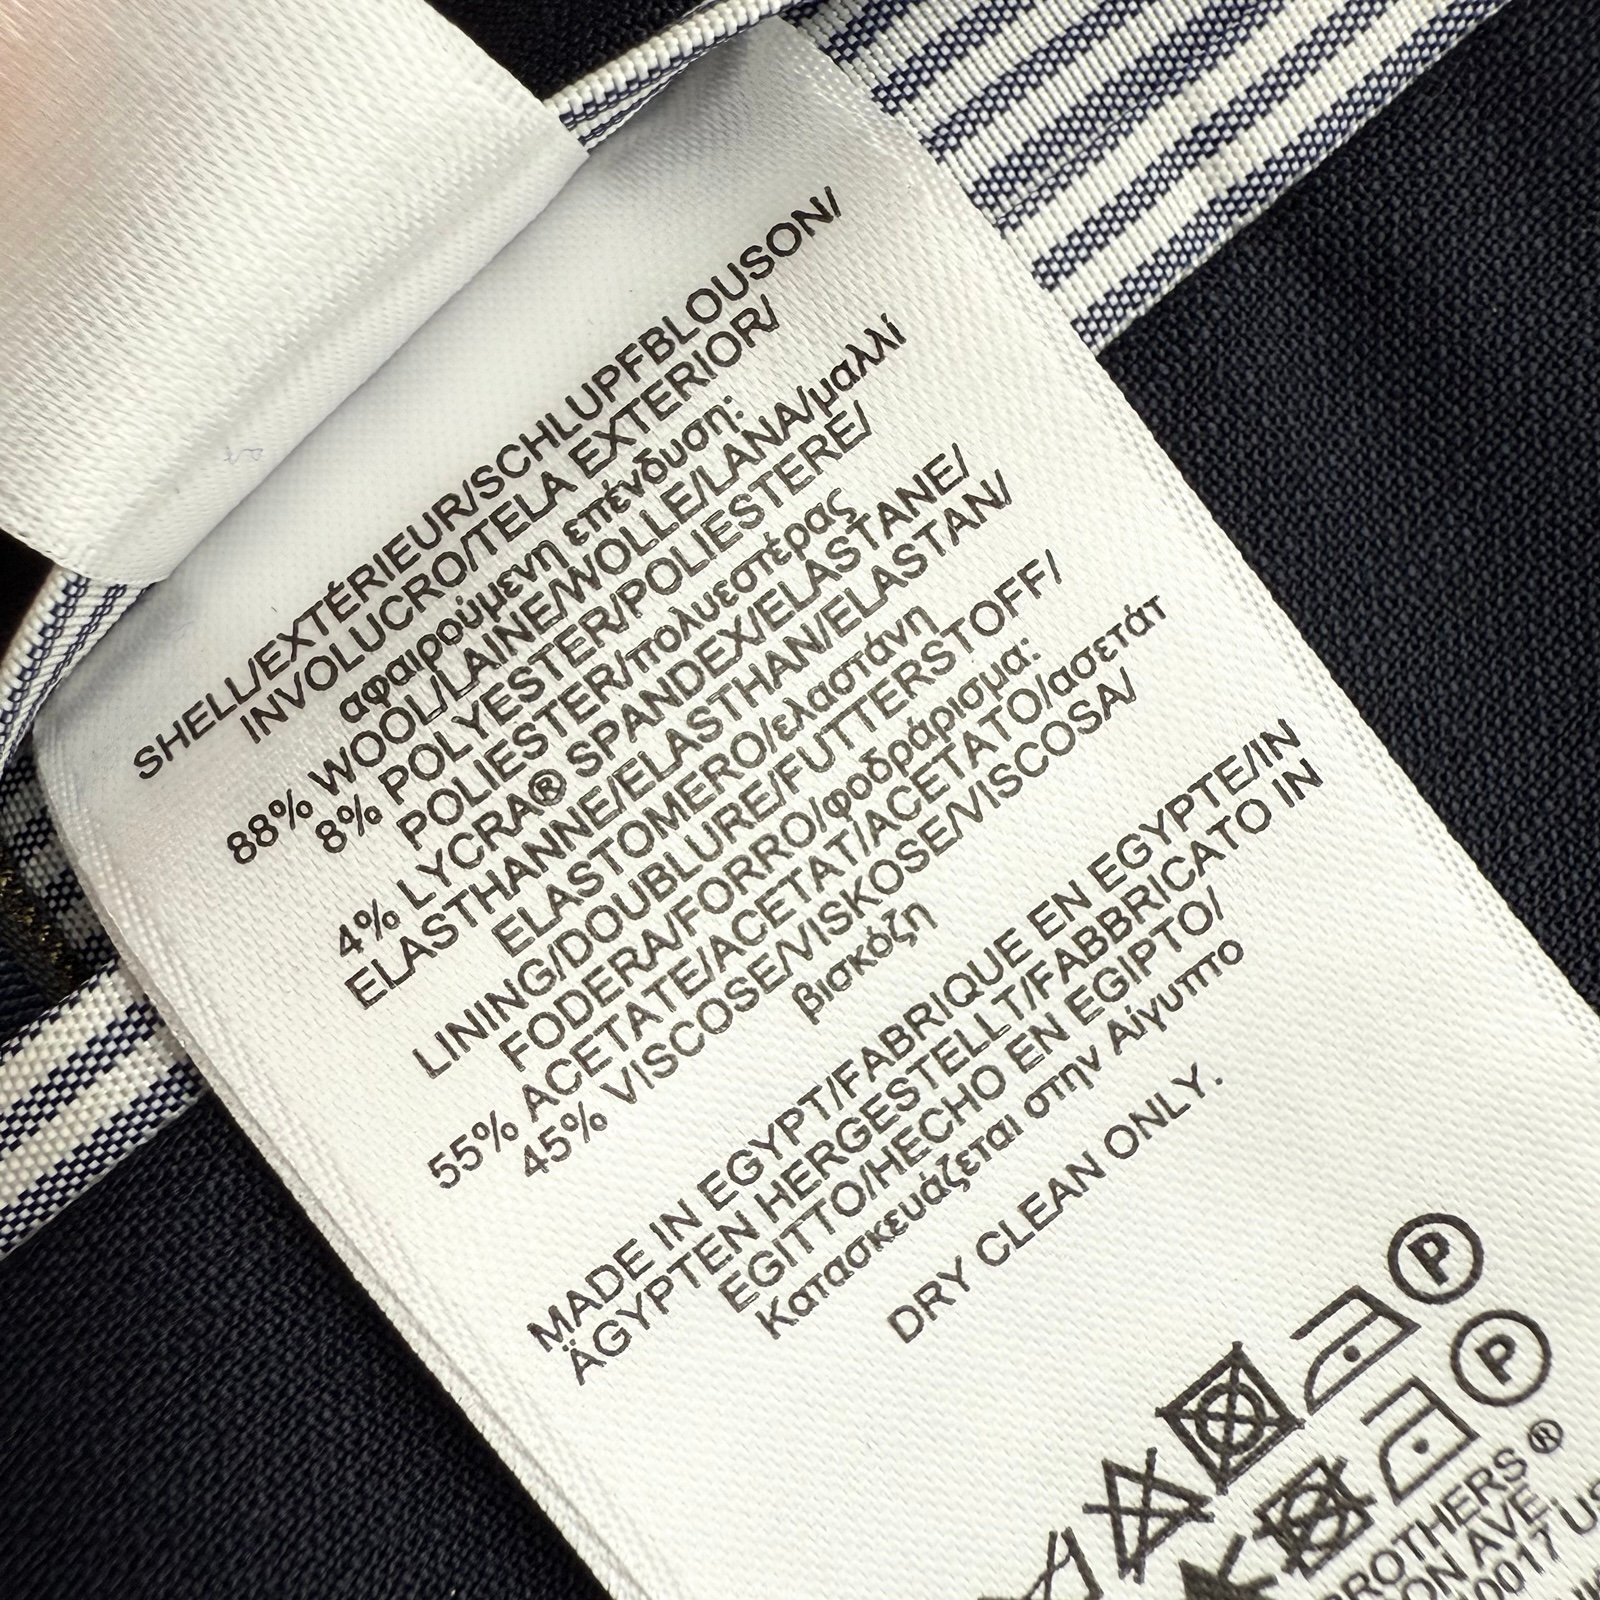 SHELL/EXTÉRIEUR/SCHLUPFBLOUSON/
INVOLUCRO/TELA EXTERIOR/
αφαιρούμενη επένδυση:
88% WOOL/LAINE/WOLLE/LANA/μαλλί
8% POLYESTER/POLIESTERE/
POLIESTER/πολυεστέρας
4% LYCRA® SPANDEX/ELASTANE/
ELASTHANNE/ELASTHAN/ELASTAN/
ELASTOMERO/ελαστάνη
LINING/DOUBLURE/FUTTERSTOFF/
FODERA/FORRO/φοδράρισμα:
55% ACETATE/ACETAT/ACETATO/ασετάτ
45% VISCOSE/VISKOSE/VISCOSA/
βισκόζη
MADE IN EGYPT/FABRIQUE EN EGYPTE/IN
ÄGYPTEN HERGESTELLT/FABBRICATO IN
EGITTO/HECHO EN EGIPTO/
Κατασκευάζεται στην Αίγυπτο
DRY CLEAN ONLY.
P
P
BROTHERS ®
ON AVE
0017